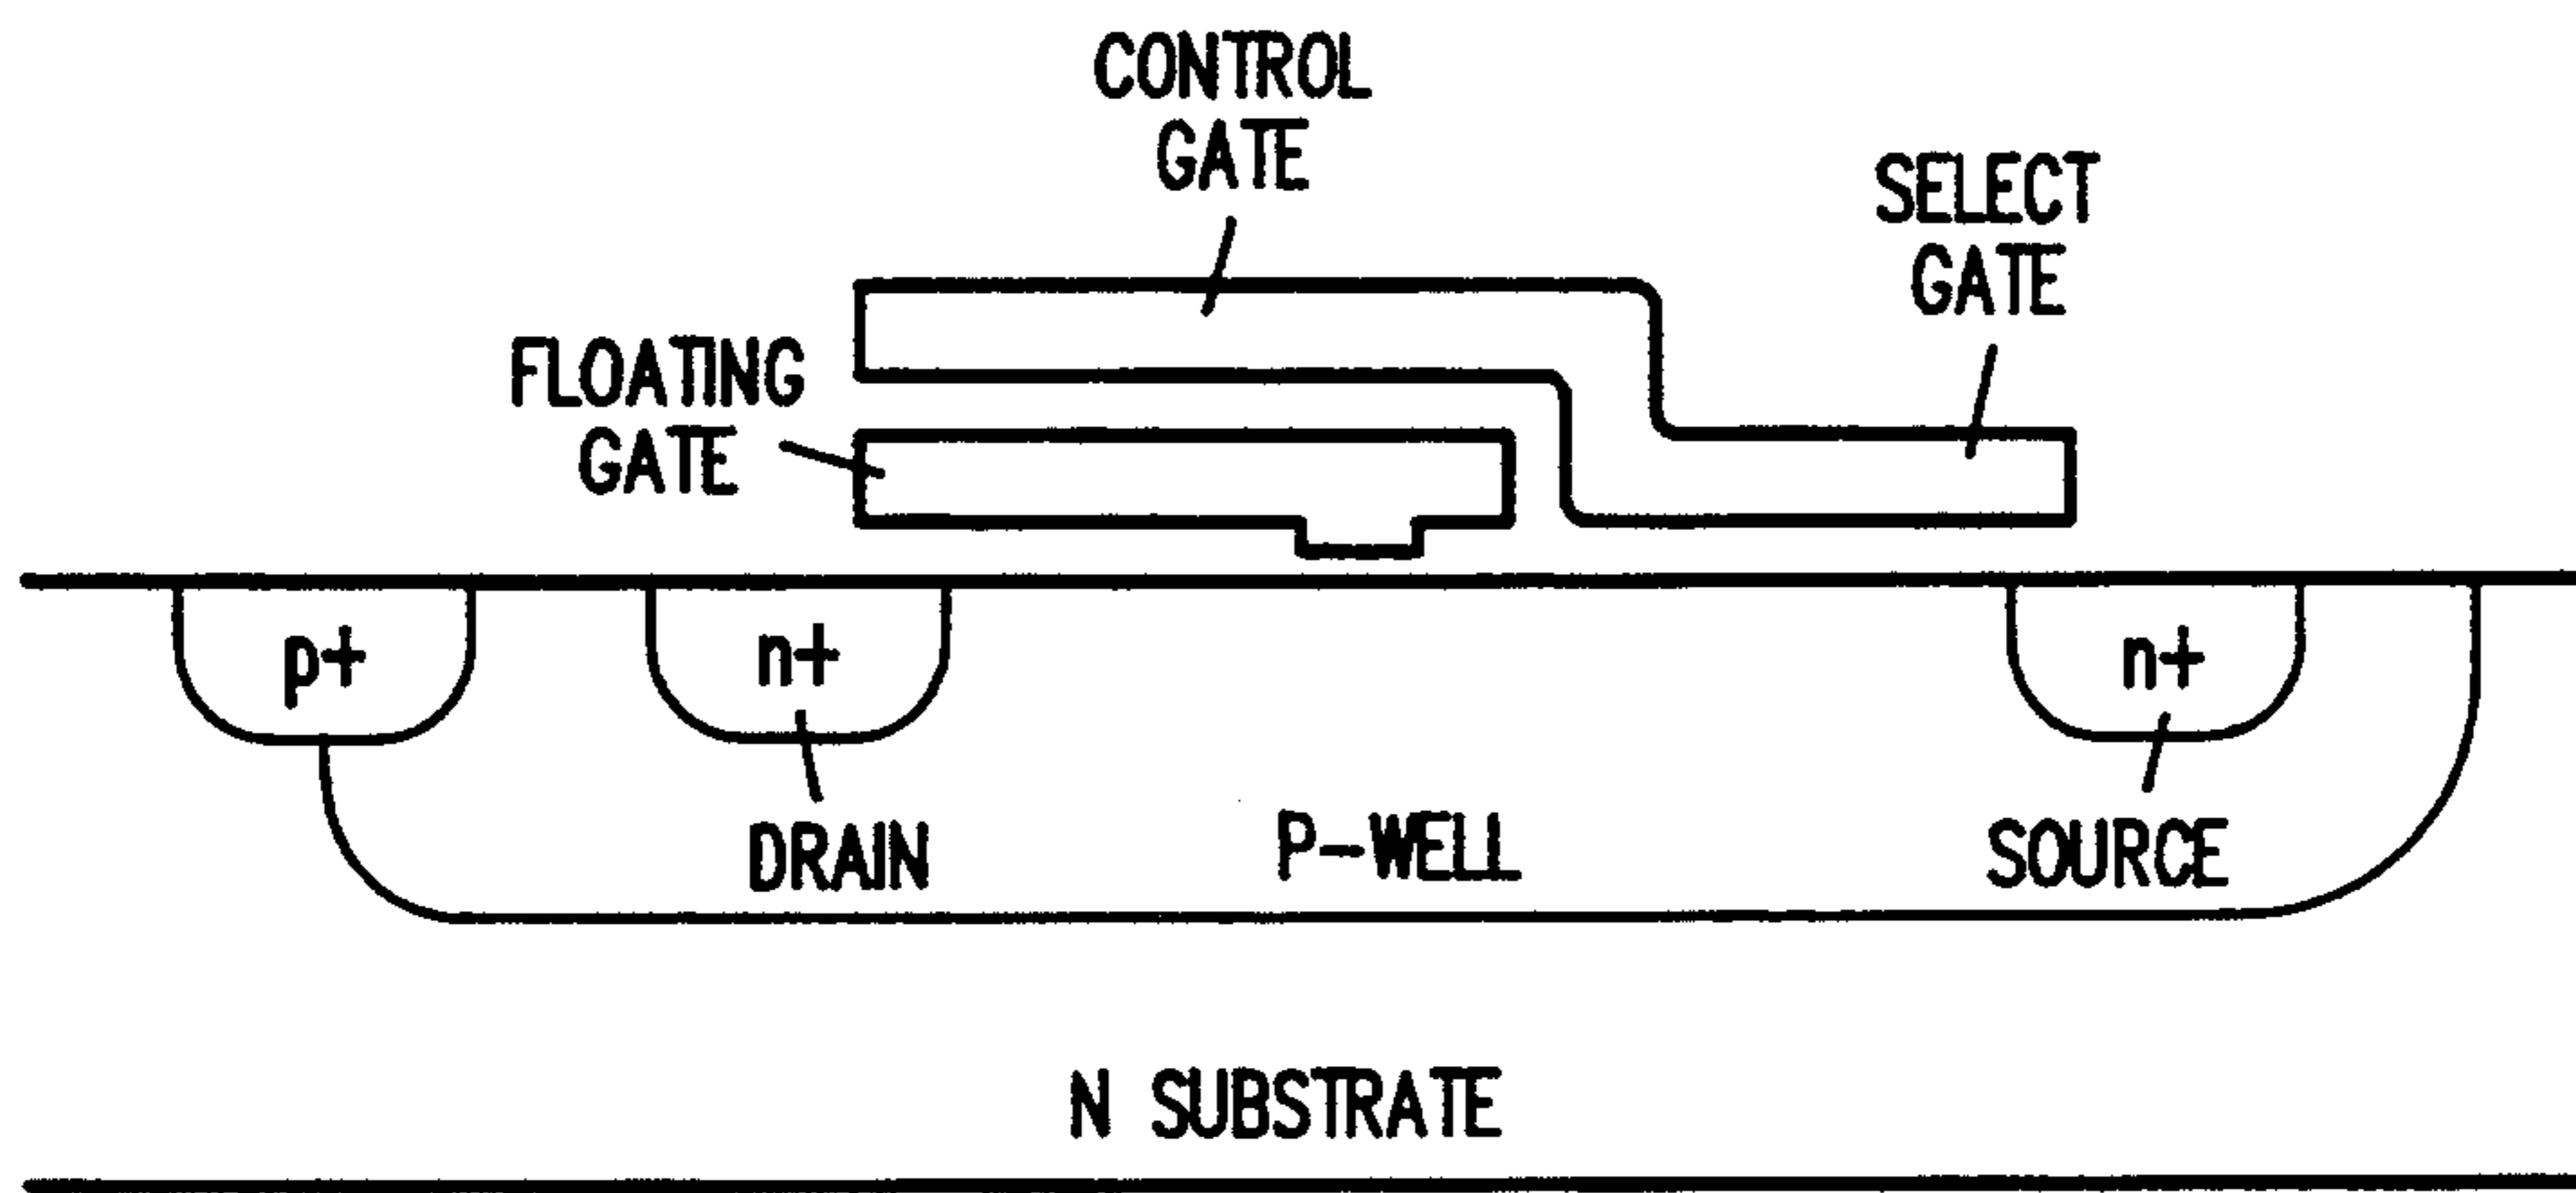 CONTROL
GATE
SELECT
GATE
FLOATING
GATE
p+
n+
n+
DRAIN
P-WELL
SOURCE
N SUBSTRATE